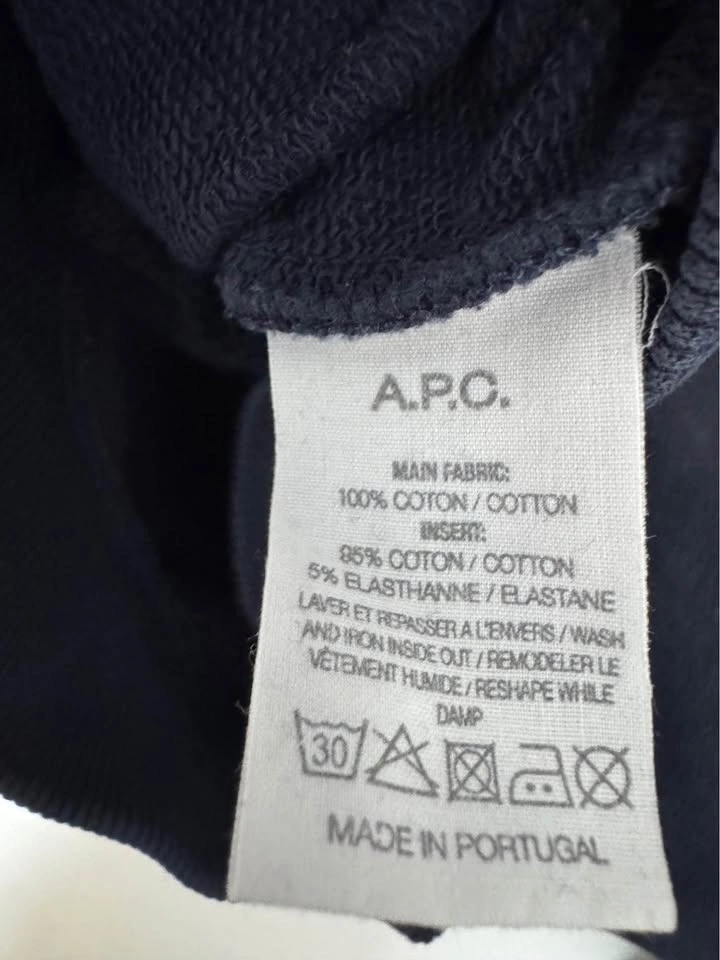 A.P.C.
MAIN FABRIC:
100% COTON / COTTON
INSERT:
95% COTON / COTTON
5% ELASTHANNE / ELASTANE
LAVER ET REPASSER A L'ENVERS / WASH
AND IRON INSIDE OUT / REMODELER LE
VÊTEMENT HUMIDE / RESHAPE WHILE
DAMP
30
MADE IN PORTUGAL